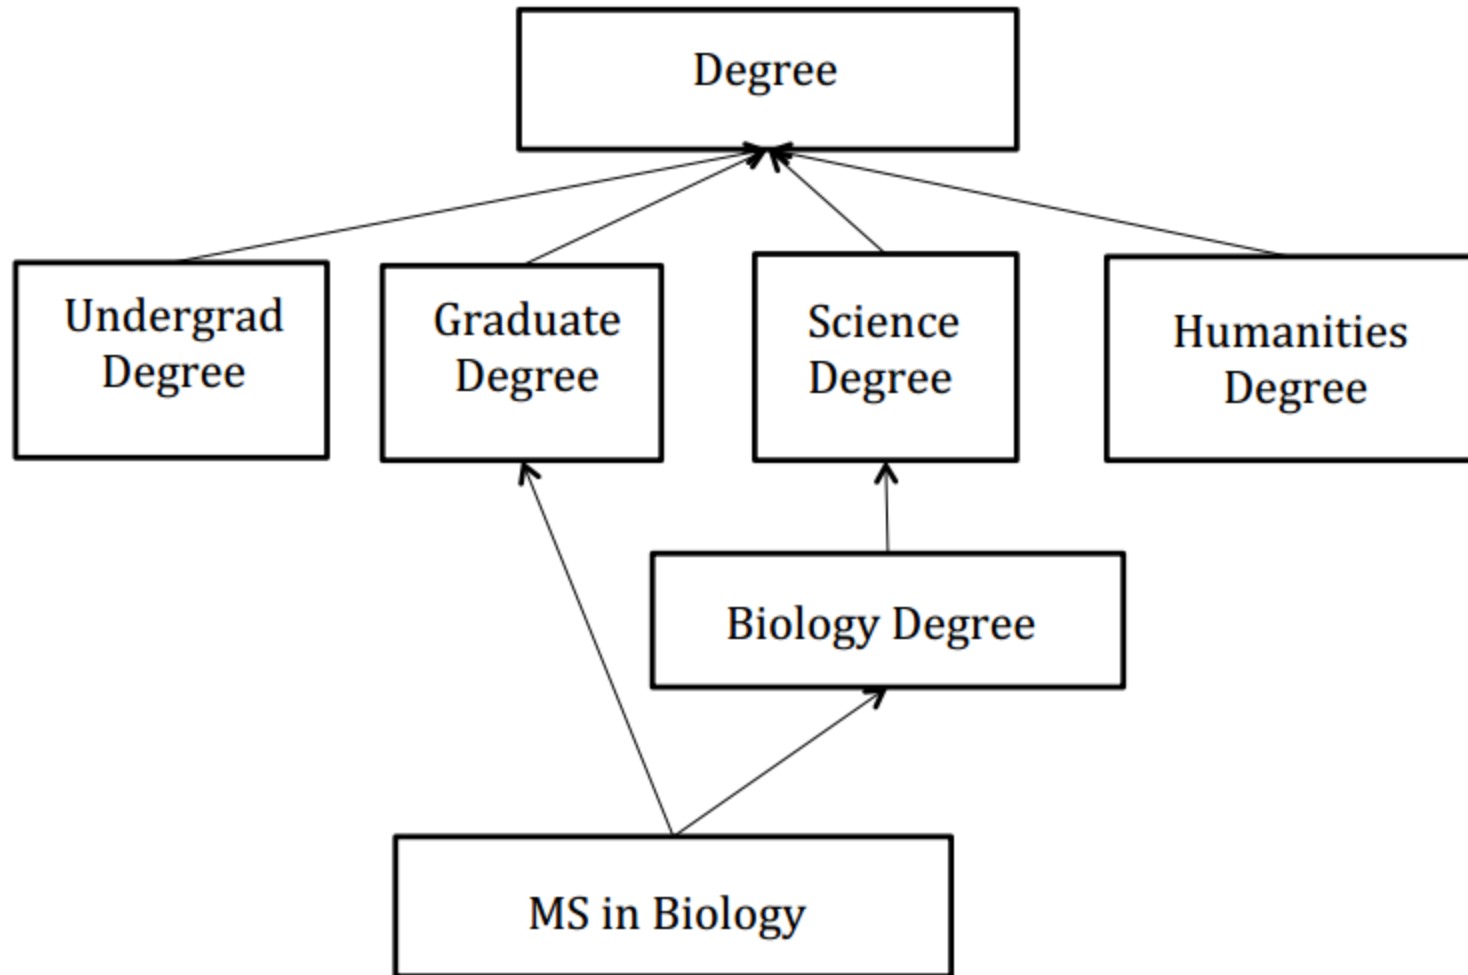 Degree
Undergrad
Degree
Graduate
Degree
Science
Degree
Humanities
Degree
Biology Degree
MS in Biology